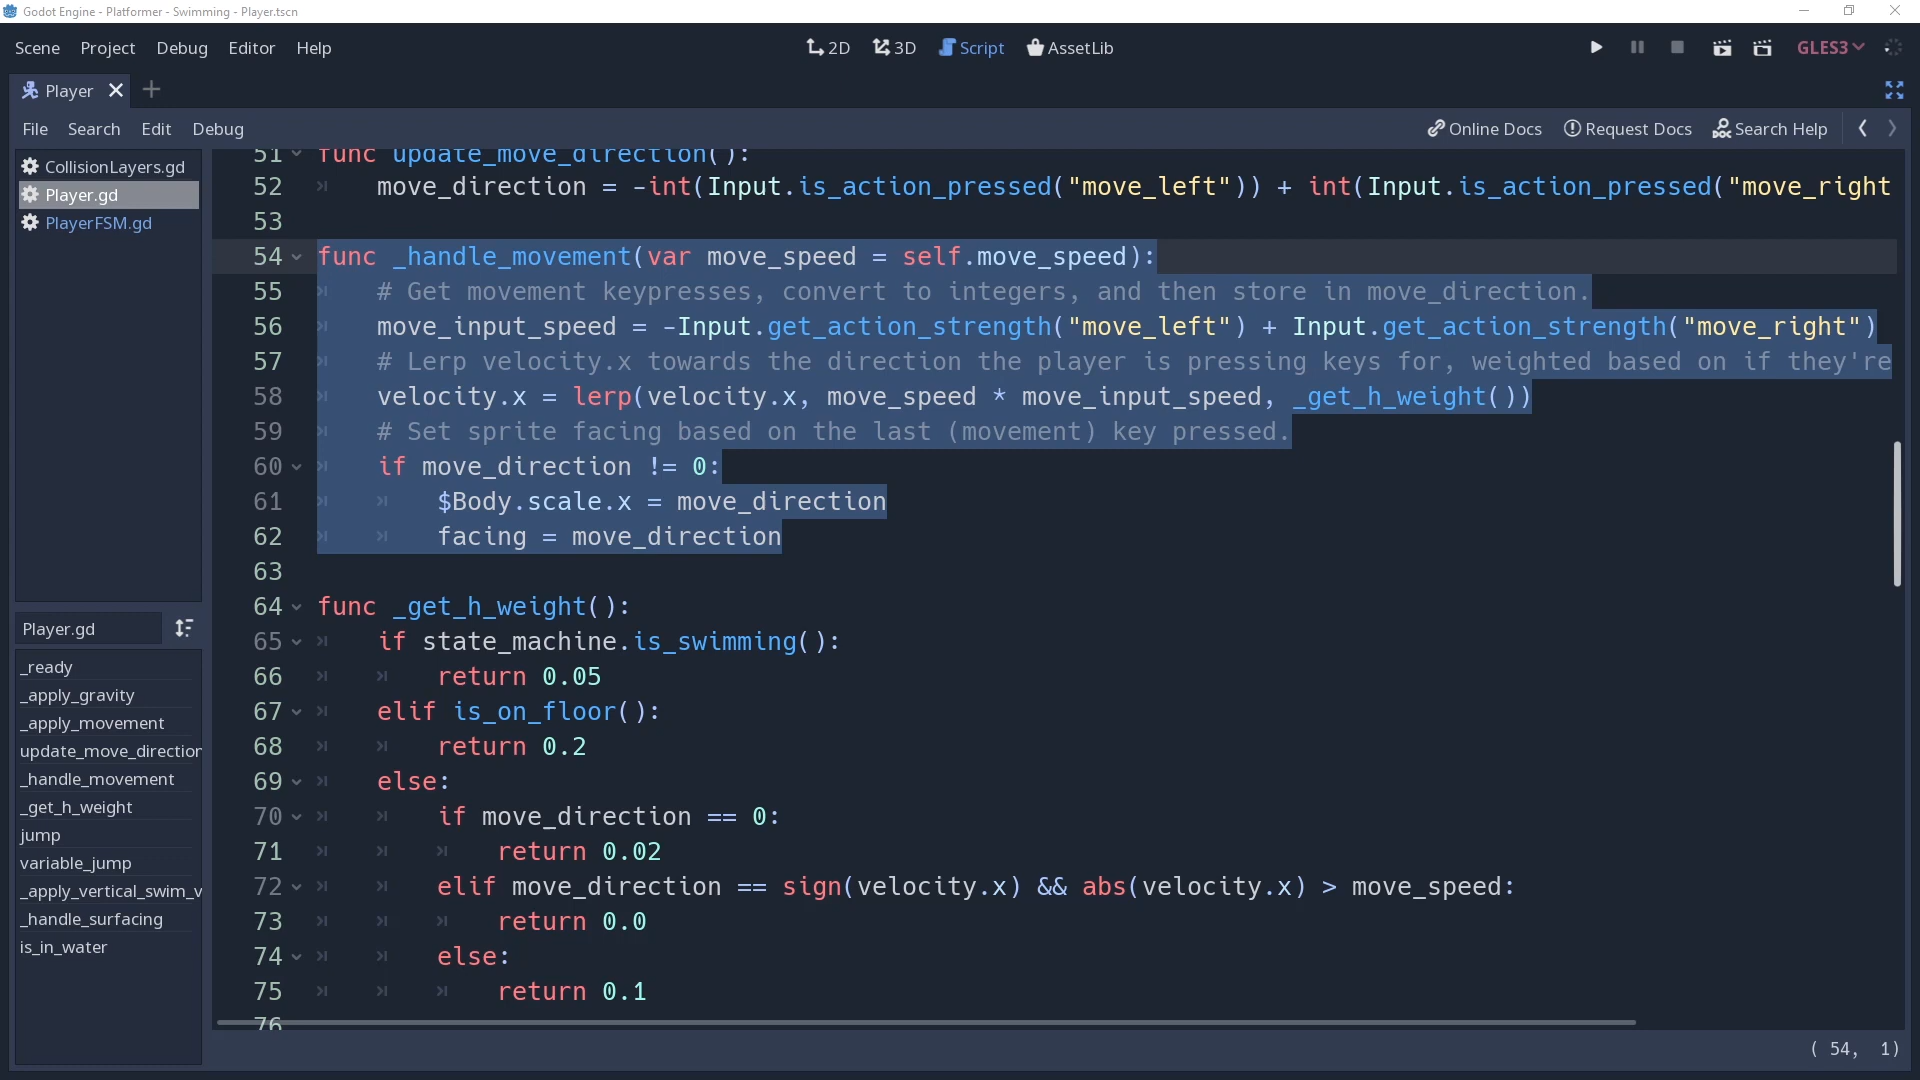 Godot Engine - Platformer - Swimming - Player.tscn
Scene Project Debug Editor Help 2D 3D Script AssetLib GLES3
Player
File Search Edit Debug Online Docs Request Docs Search Help
CollisionLayers.gd
Player.gd
PlayerFSM.gd
Player.gd
_ready
_apply_gravity
_apply_movement
update_move_direction
_handle_movement
_get_h_weight
jump
variable_jump
_apply_vertical_swim_v
_handle_surfacing
is_in_water
51 func update_move_direction():
52 move_direction = -int(Input.is_action_pressed("move_left")) + int(Input.is_action_pressed("move_right
53
54 func _handle_movement(var move_speed = self.move_speed):
55 # Get movement keypresses, convert to integers, and then store in move_direction.
56 move_input_speed = -Input.get_action_strength("move_left") + Input.get_action_strength("move_right")
57 # Lerp velocity.x towards the direction the player is pressing keys for, weighted based on if they're
58 velocity.x = lerp(velocity.x, move_speed * move_input_speed, _get_h_weight())
59 # Set sprite facing based on the last (movement) key pressed.
60 if move_direction != 0:
61 $Body.scale.x = move_direction
62 facing = move_direction
63
64 func _get_h_weight():
65 if state_machine.is_swimming():
66 return 0.05
67 elif is_on_floor():
68 return 0.2
69 else:
70 if move_direction == 0:
71 return 0.02
72 elif move_direction == sign(velocity.x) && abs(velocity.x) > move_speed:
73 return 0.0
74 else:
75 return 0.1
76
( 54, 1)